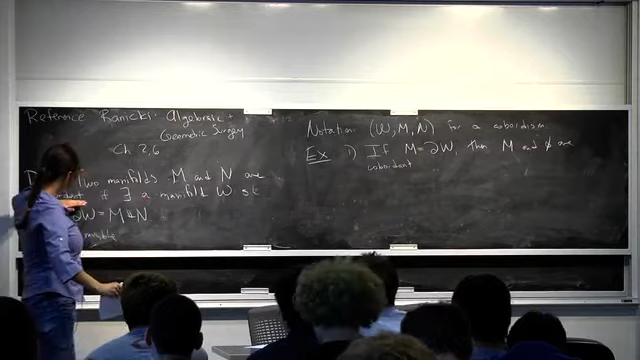 Reference Ranicki: Algebraic +
Geometric Surgery
Ch 2,6
Two manifolds M and N are
if ∃ a manifold W st
∂W = M ⊔ N
Notation: (W, M, N) for a cobordism
Ex 1) If M = ∂W, then M and ∅ are
cobordant